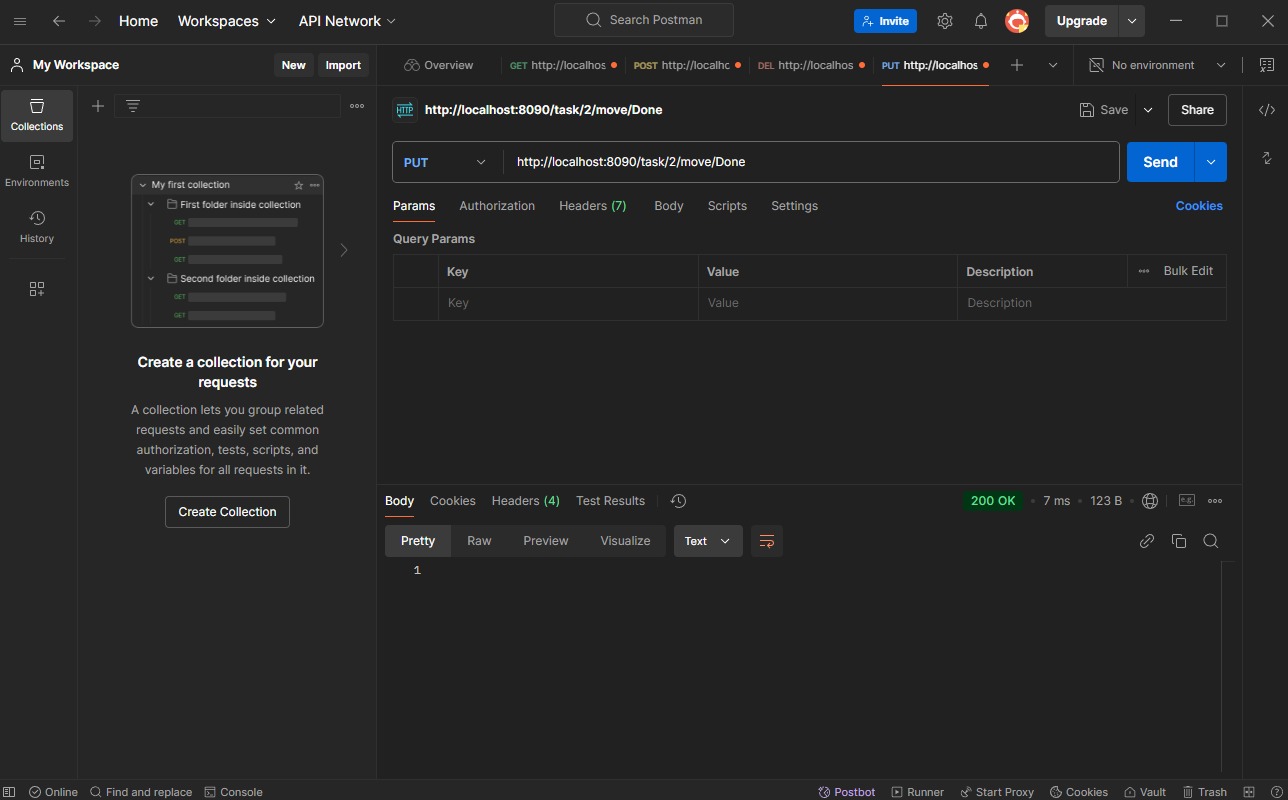 Home Workspaces API Network Search Postman Invite Upgrade
My Workspace New Import Overview GET http://localhos POST http://localhc DEL http://localhos PUT http://localhos No environment
http://localhost:8090/task/2/move/Done Save Share
Collections
Environments
History
My first collection
First folder inside collection
GET
POST
GET
Second folder inside collection
GET
GET
Create a collection for your
requests
A collection lets you group related
requests and easily set common
authorization, tests, scripts, and
variables for all requests in it.
Create Collection
PUT http://localhost:8090/task/2/move/Done Send
Params Authorization Headers (7) Body Scripts Settings Cookies
Query Params
Key Value Description Bulk Edit
Key Value Description
Body Cookies Headers (4) Test Results 200 OK 7 ms 123 B e.g.
Pretty Raw Preview Visualize Text
1
Online Find and replace Console Postbot Runner Start Proxy Cookies Vault Trash